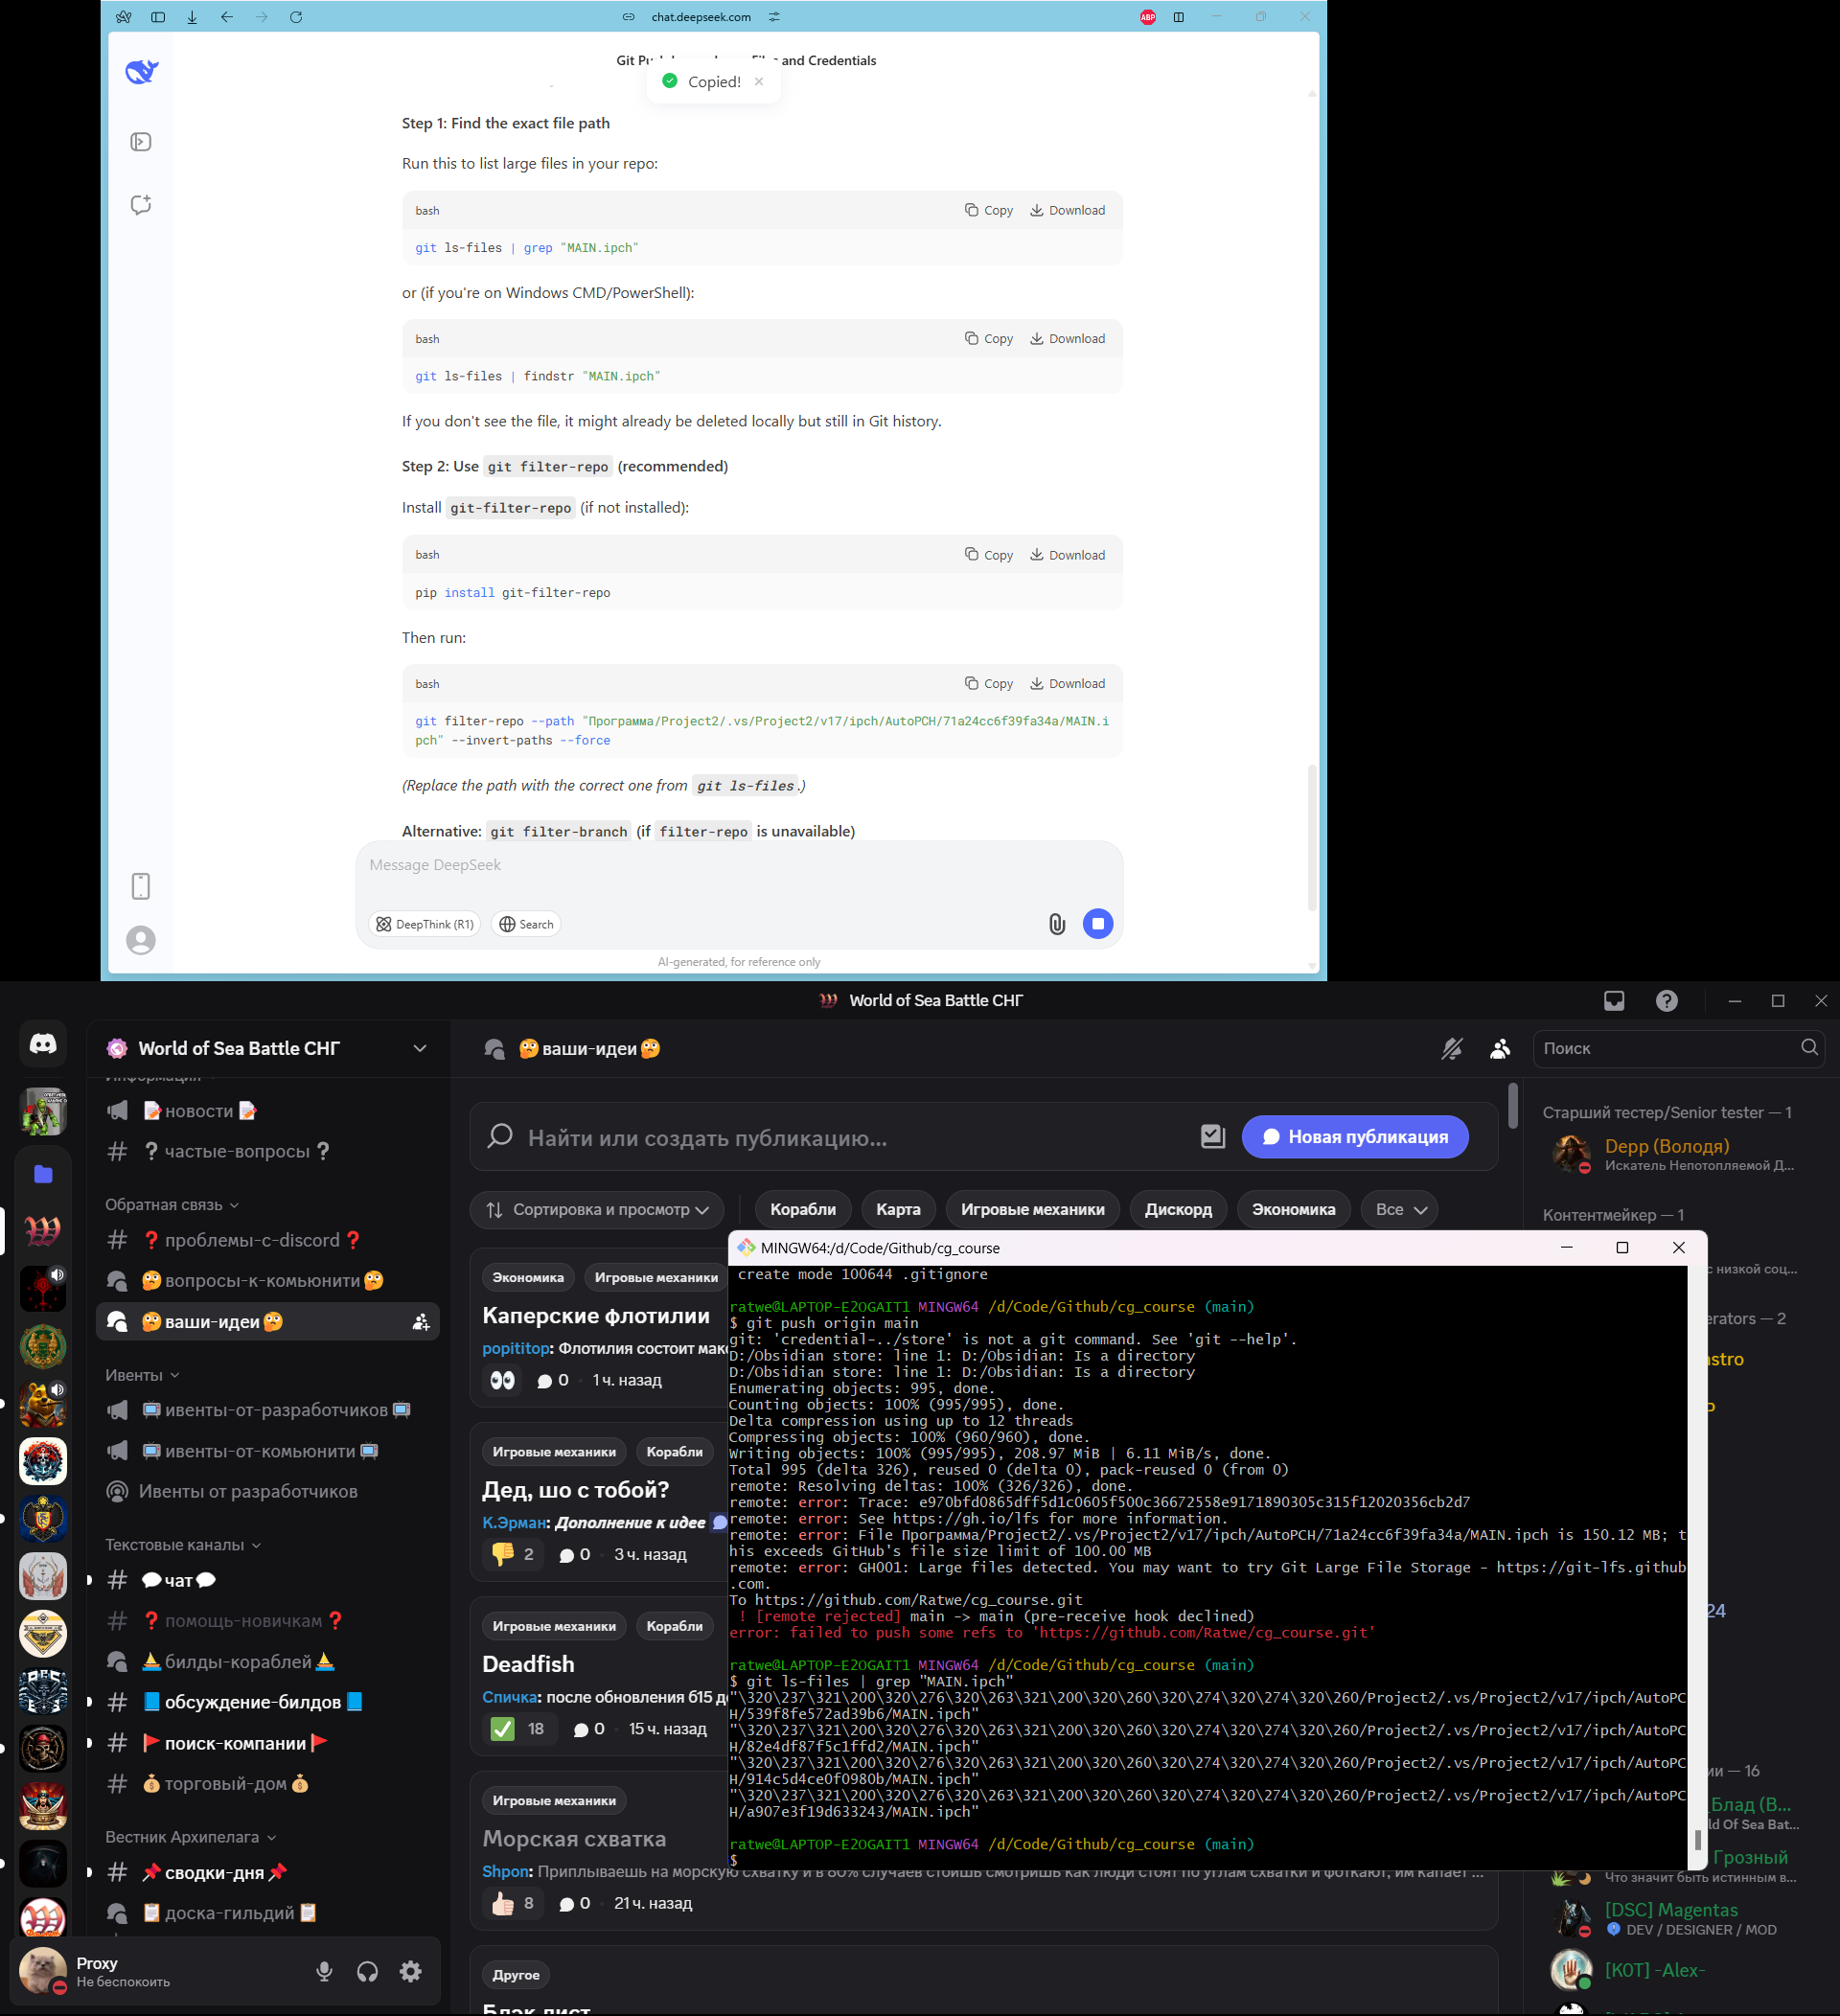 chat.deepseek.com
ABP
and Credentials
Copied!
Step 1: Find the exact file path
Run this to list large files in your repo:
bash
Copy
Download
git ls-files | grep "MAIN.ipch"
or (if you're on Windows CMD/PowerShell):
bash
Copy
Download
git ls-files | findstr "MAIN.ipch"
If you don't see the file, it might already be deleted locally but still in Git history.
Step 2: Use git filter-repo (recommended)
Install git-filter-repo (if not installed):
bash
Copy
Download
pip install git-filter-repo
Then run:
bash
Copy
Download
git filter-repo --path "Программа/Project2/.vs/Project2/v17/ipch/AutoPCH/71a24cc6f39fa34a/MAIN.i
pch" --invert-paths --force
(Replace the path with the correct one from git ls-files.)
Alternative: git filter-branch (if filter-repo is unavailable)
Message DeepSeek
DeepThink (R1)
Search
AI-generated, for reference only
World of Sea Battle СНГ
World of Sea Battle СНГ
Информация
📝новости📝
❔частые-вопросы❔
Обратная связь
❓проблемы-с-discord❓
🤔вопросы-к-комьюнити🤔
🤔ваши-идеи🤔
Ивенты
📺ивенты-от-разработчиков📺
📺ивенты-от-комьюнити📺
Ивенты от разработчиков
Текстовые каналы
💬чат💬
❓помощь-новичкам❓
⛵билды-кораблей⛵
📘обсуждение-билдов📘
🚩поиск-компании🚩
💰торговый-дом💰
Вестник Архипелага
📌сводки-дня📌
📋доска-гильдий📋
Proxy
Не беспокоить
🤔ваши-идеи🤔
Поиск
Найти или создать публикацию...
Новая публикация
Сортировка и просмотр
Корабли
Карта
Игровые механики
Дискорд
Экономика
Все
Экономика
Игровые механики
Каперские флотилии
popititop: Флотилия состоит мак
0
1 ч. назад
Игровые механики
Корабли
Дед, шо с тобой?
К.Эрман: Дополнение к идее
2
0
3 ч. назад
Игровые механики
Корабли
Deadfish
Спичка: после обновления 615 д
18
0
15 ч. назад
Игровые механики
Морская схватка
Shpon: Приплываешь на морскую схватку и в 80% случаев стоишь смотришь как люди стоят по углам схватки и фоткают, им капает ...
8
0
21 ч. назад
Другое
Блэк лист
MINGW64:/d/Code/Github/cg_course
create mode 100644 .gitignore
ratwe@LAPTOP-E2OGAIT1 MINGW64 /d/Code/Github/cg_course (main)
$ git push origin main
git: 'credential-../store' is not a git command. See 'git --help'.
D:/Obsidian store: line 1: D:/Obsidian: Is a directory
D:/Obsidian store: line 1: D:/Obsidian: Is a directory
Enumerating objects: 995, done.
Counting objects: 100% (995/995), done.
Delta compression using up to 12 threads
Compressing objects: 100% (960/960), done.
Writing objects: 100% (995/995), 208.97 MiB | 6.11 MiB/s, done.
Total 995 (delta 326), reused 0 (delta 0), pack-reused 0 (from 0)
remote: Resolving deltas: 100% (326/326), done.
remote: error: Trace: e970bfd0865dff5d1c0605f500c36672558e9171890305c315f12020356cb2d7
remote: error: See https://gh.io/lfs for more information.
remote: error: File Программа/Project2/.vs/Project2/v17/ipch/AutoPCH/71a24cc6f39fa34a/MAIN.ipch is 150.12 MB; t
his exceeds GitHub's file size limit of 100.00 MB
remote: error: GH001: Large files detected. You may want to try Git Large File Storage - https://git-lfs.github
.com.
To https://github.com/Ratwe/cg_course.git
! [remote rejected] main -> main (pre-receive hook declined)
error: failed to push some refs to 'https://github.com/Ratwe/cg_course.git'
ratwe@LAPTOP-E2OGAIT1 MINGW64 /d/Code/Github/cg_course (main)
$ git ls-files | grep "MAIN.ipch"
"\320\237\321\200\320\276\320\263\321\200\320\260\320\274\320\274\320\260/Project2/.vs/Project2/v17/ipch/AutoPC
H/539f8fe572ad39b6/MAIN.ipch"
"\320\237\321\200\320\276\320\263\321\200\320\260\320\274\320\274\320\260/Project2/.vs/Project2/v17/ipch/AutoPC
H/82e4df87f5c1ffd2/MAIN.ipch"
"\320\237\321\200\320\276\320\263\321\200\320\260\320\274\320\274\320\260/Project2/.vs/Project2/v17/ipch/AutoPC
H/914c5d4ce0f0980b/MAIN.ipch"
"\320\237\321\200\320\276\320\263\321\200\320\260\320\274\320\274\320\260/Project2/.vs/Project2/v17/ipch/AutoPC
H/a907e3f19d633243/MAIN.ipch"
ratwe@LAPTOP-E2OGAIT1 MINGW64 /d/Code/Github/cg_course (main)
$
Старший тестер/Senior tester — 1
Depp (Володя)
Искатель Непотопляемой Д...
Контентмейкер — 1
с низкой соц...
erators — 2
astro
24
ии — 16
Блад (В...
ld Of Sea Bat...
Грозный
Что значит быть истинным в...
[DSC] Magentas
DEV / DESIGNER / MOD
[КОТ] -Alex-